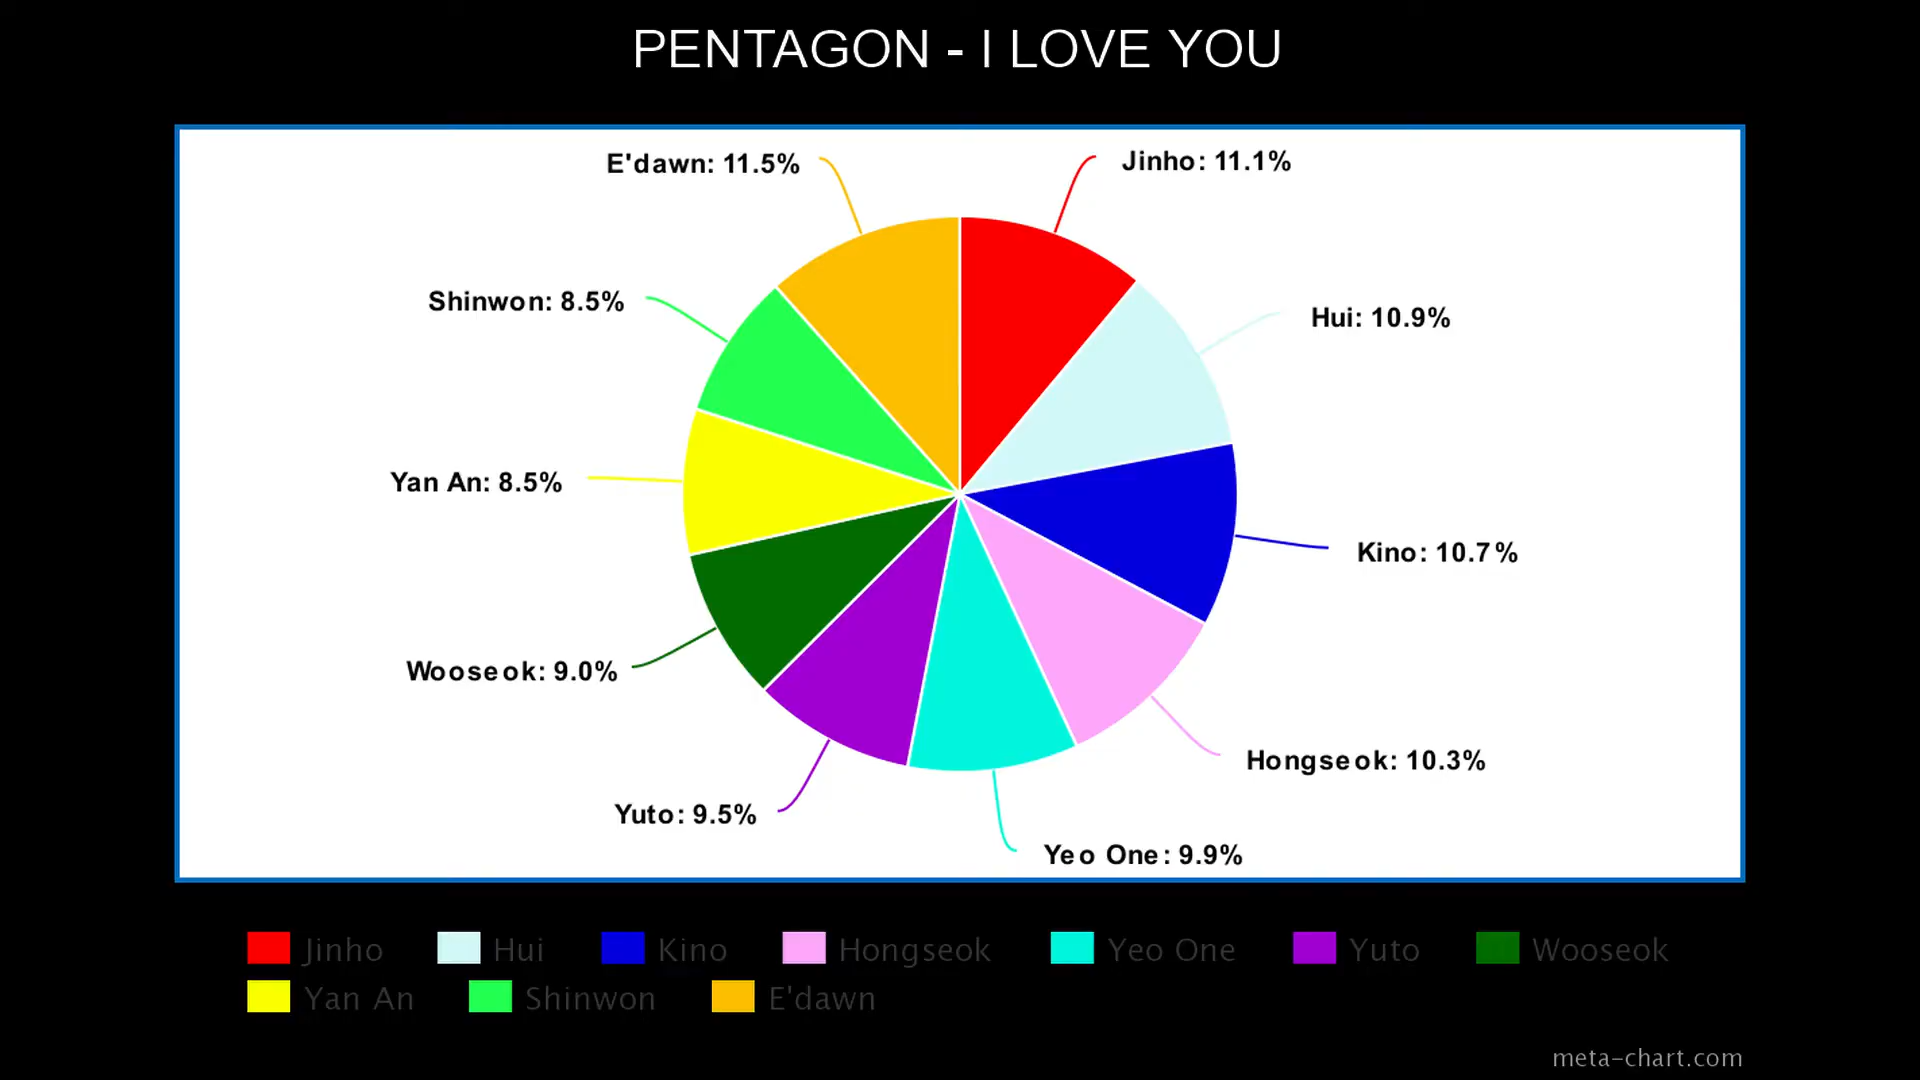 PENTAGON - I LOVE YOU
E'dawn: 11.5%
Jinho: 11.1%
Shinwon: 8.5%
Hui: 10.9%
Yan An: 8.5%
Kino: 10.7%
Wooseok: 9.0%
Hongseok: 10.3%
Yuto: 9.5%
Yeo One: 9.9%
Jinho Hui Kino Hongseok Yeo One Yuto Wooseok
Yan An Shinwon E'dawn
meta-chart.com